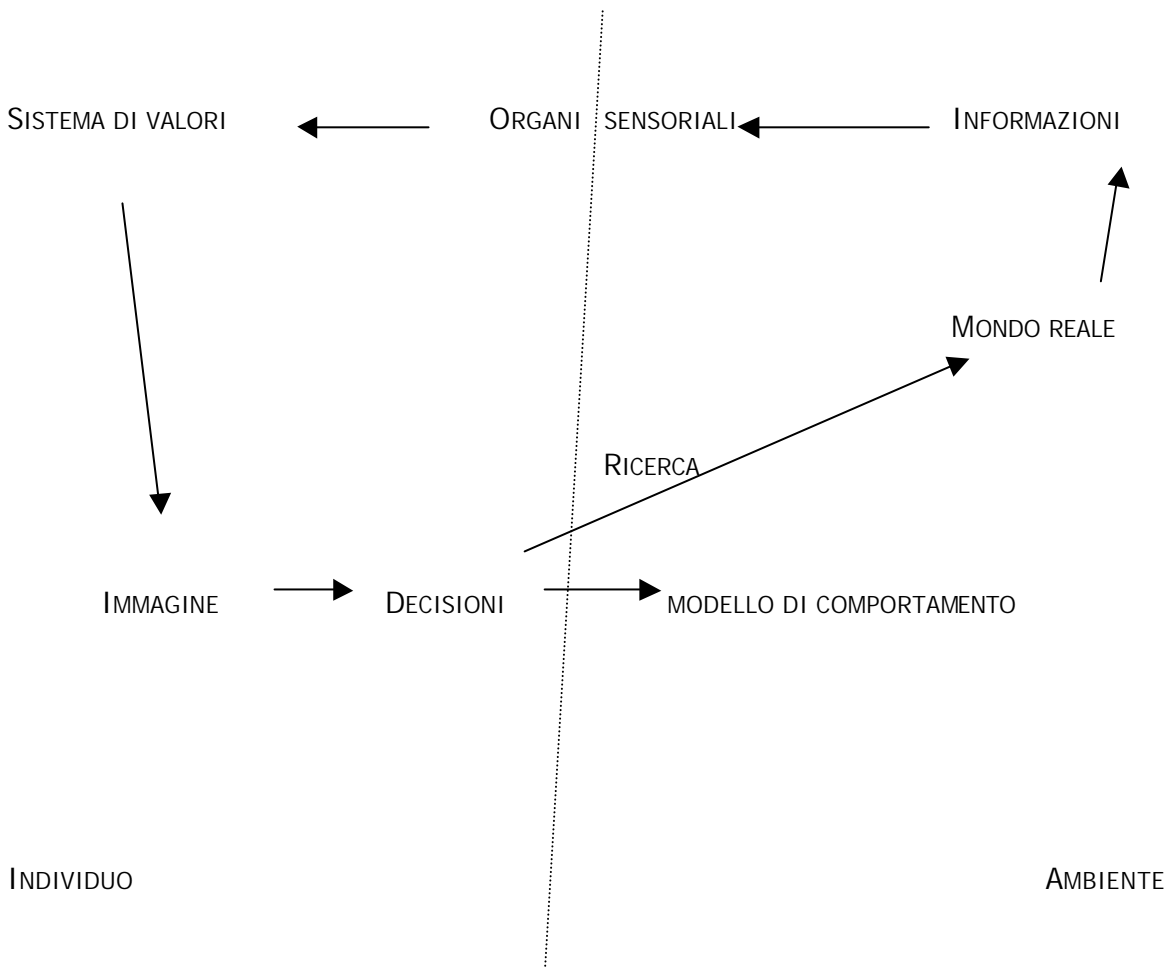 SISTEMA DI VALORI ORGANI SENSORIALI INFORMAZIONI
MONDO REALE
RICERCA
IMMAGINE DECISIONI MODELLO DI COMPORTAMENTO
INDIVIDUO AMBIENTE